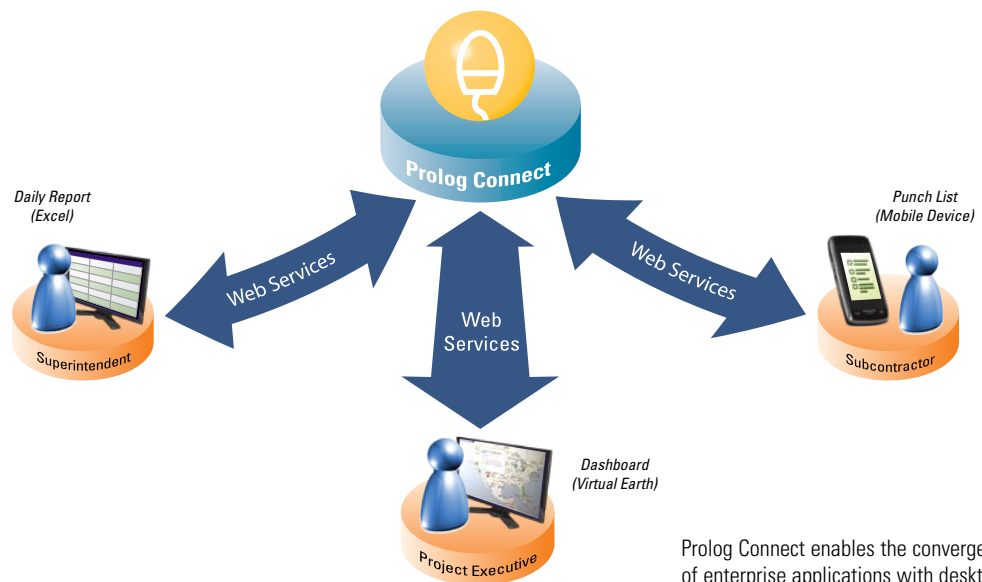 Prolog Connect
Daily Report
(Excel)
Punch List
(Mobile Device)
Web Services
Web
Services
Web Services
Superintendent
Subcontractor
Dashboard
(Virtual Earth)
Project Executive
Prolog Connect enables the converge
of enterprise applications with deskt